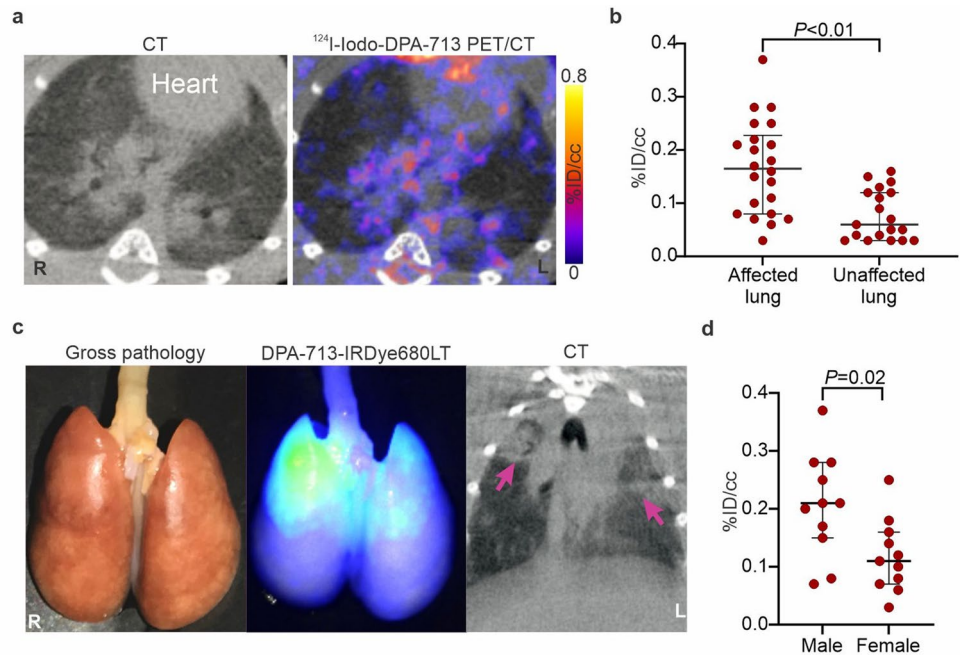 a
CT
¹²⁴I-Iodo-DPA-713 PET/CT
Heart
R
L
0.8
%ID/cc
0
b
P<0.01
0.4
0.3
0.2
0.1
0.0
%ID/cc
Affected
lung
Unaffected
lung
c
Gross pathology
DPA-713-IRDye680LT
CT
R
L
d
P=0.02
0.4
0.3
0.2
0.1
0.0
%ID/cc
Male
Female